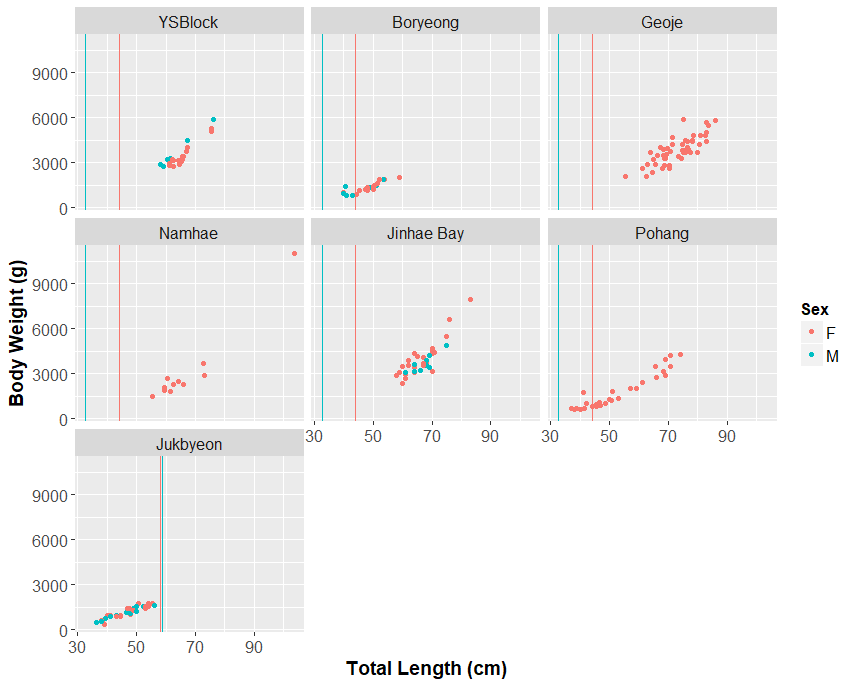 YSBlock Boryeong Geoje
9000
6000
3000
0
Namhae Jinhae Bay Pohang
9000
6000
3000
0
Jukbyeon
30 50 70 90 30 50 70 90
9000
6000
3000
0
30 50 70 90
Body Weight (g)
Total Length (cm)
Sex
F
M